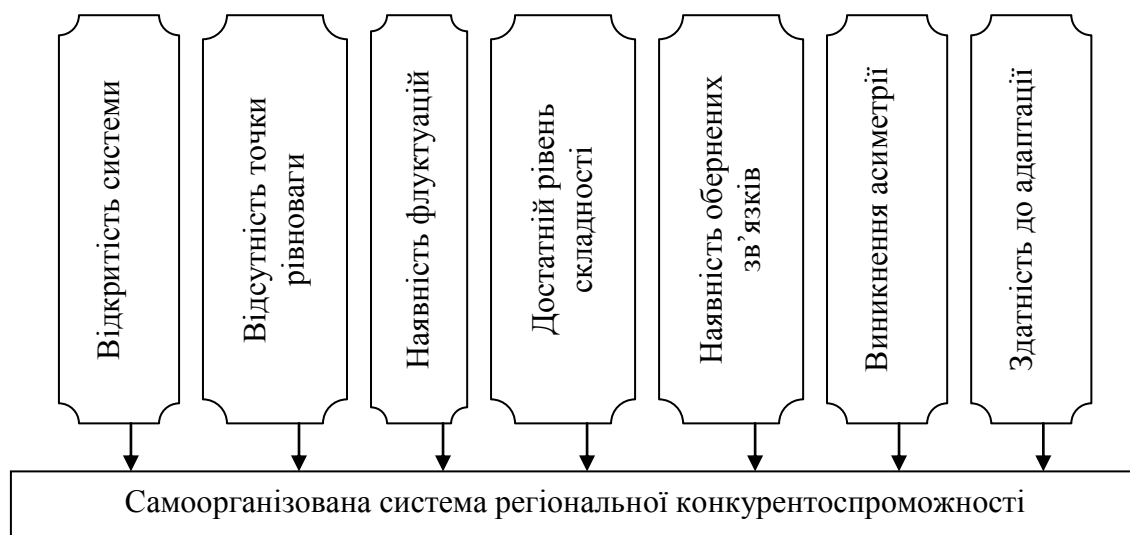 Відкритість системи
Відсутність точки
рівноваги
Наявність флуктуацій
Достатній рівень
складності
Наявність обернених
зв’язків
Виникнення асиметрії
Здатність до адаптації
Самоорганізована система регіональної конкурентоспроможності